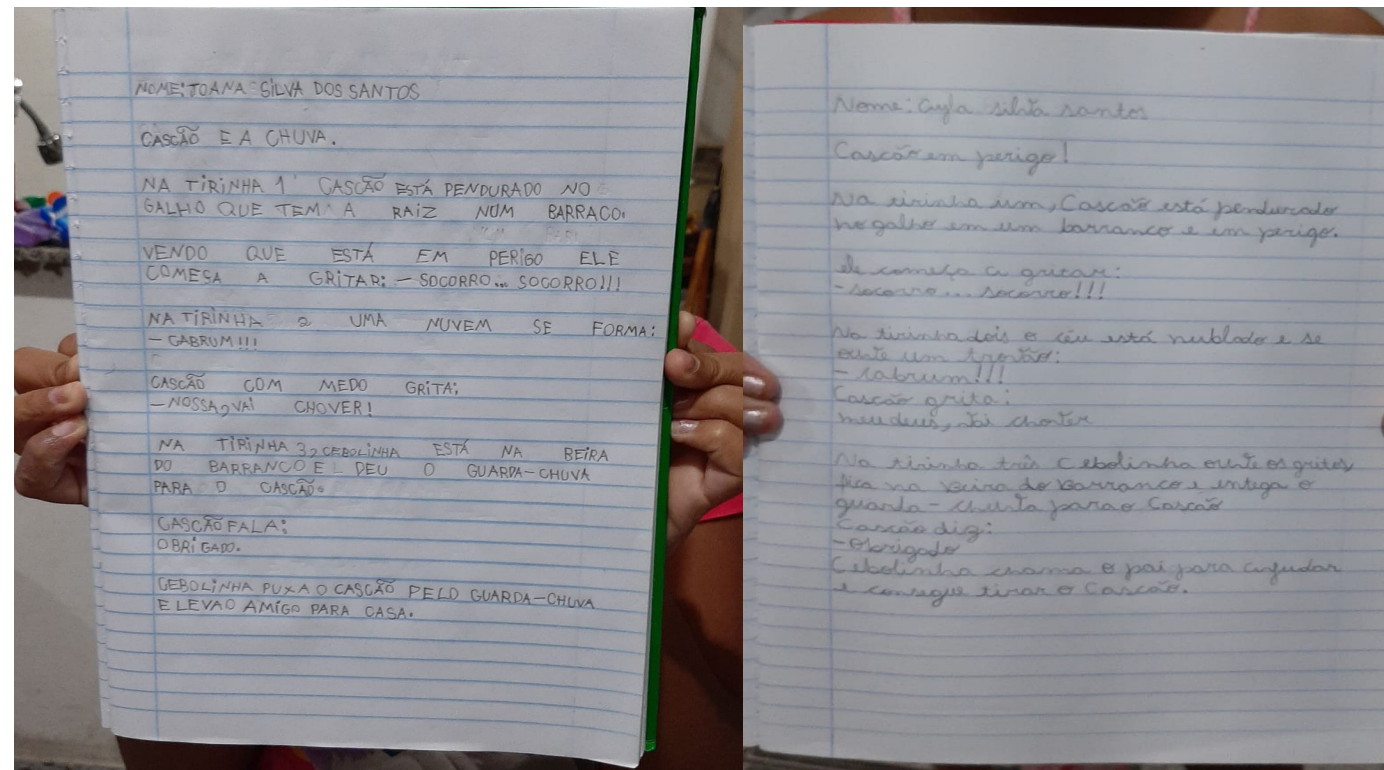 NOME: JOANA SILVA DOS SANTOS
CASCÃO E A CHUVA.
NA TIRINHA 1 CASCÃO ESTÁ PENDURADO NO
GALHO QUE TEM A RAIZ NUM BARRACO.
VENDO QUE ESTÁ EM PERIGO ELE
COMEÇA A GRITAR: – SOCORRO... SOCORRO!!!
NA TIRINHA 2 UMA NUVEM SE FORMA:
– CABRUM!!!
CASCÃO COM MEDO GRITA:
– NOSSA, VAI CHOVER!
NA TIRINHA 3, CEBOLINHA ESTÁ NA BEIRA
DO BARRANCO E DEU O GUARDA-CHUVA
PARA O CASCÃO.
CASCÃO FALA:
OBRIGADO.
CEBOLINHA PUXA O CASCÃO PELO GUARDA-CHUVA
E LEVA O AMIGO PARA CASA.
Nome: Ayla silva santos
Cascão em perigo!
Na tirinha um, Cascão está pendurado
no galho em um barranco e em perigo.
ele começa a gritar:
- socorro... socorro!!!
Na tirinha dois o céu está nublado e se
ouve um trovão:
- cabrum!!!
Cascão grita:
meu deus, vai chover
Na tirinha três Cebolinha ouve os gritos
fica na beira do barranco e entega o
guarda - chuva para o Cascão
Cascão diz:
- Obrigado
Cebolinha chama o pai para ajudar
e consegue tirar o Cascão.